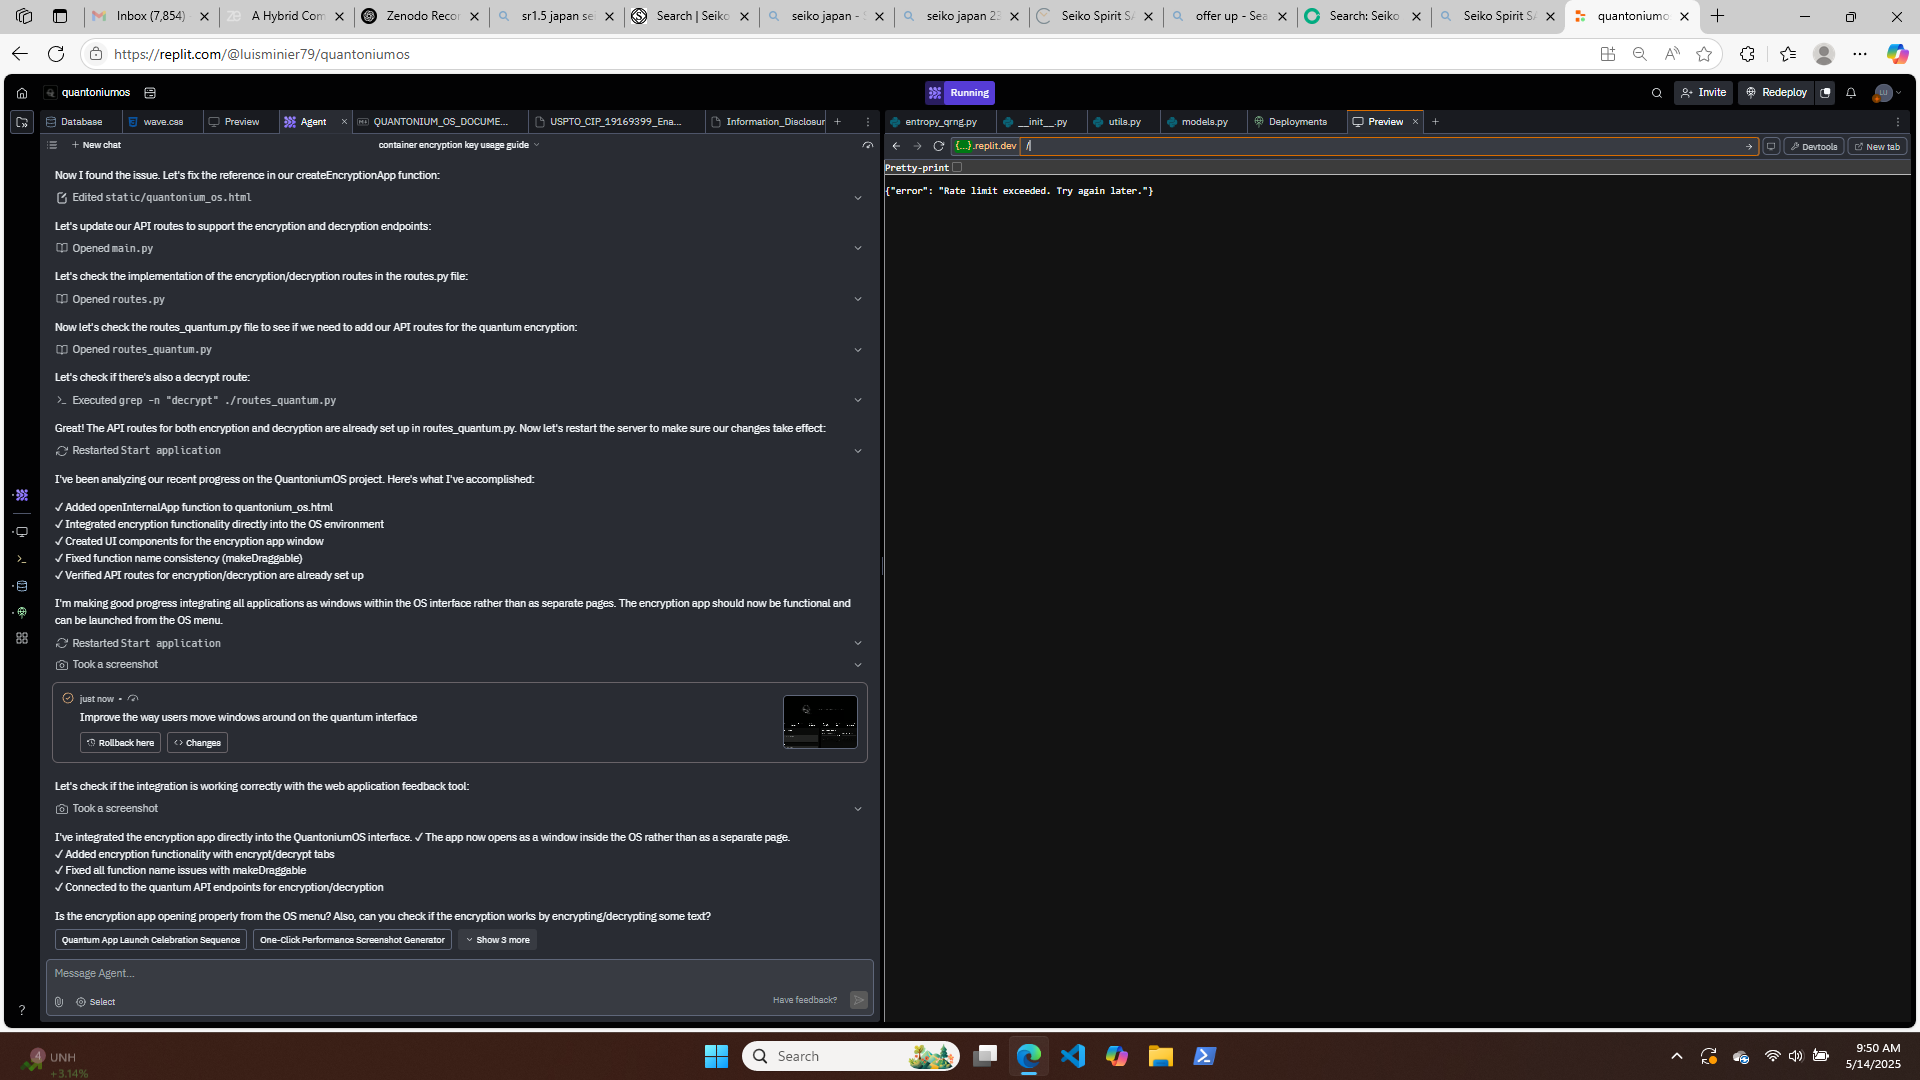 Inbox (7,854)
A Hybrid Com
Zenodo Recor
sr1.5 japan sei
Search | Seiko
seiko japan - S
seiko japan 23
Seiko Spirit SA
offer up - Sea
Search: Seiko
Seiko Spirit SA
quantoniumo
https://replit.com/@luisminier79/quantoniumos
quantoniumos
Running
Invite
Redeploy
Database
wave.css
Preview
Agent
QUANTONIUM_OS_DOCUME...
USPTO_CIP_19169399_Ena...
Information_Disclosur
entropy_qrng.py
__init__.py
utils.py
models.py
Deployments
Preview
New chat
container encryption key usage guide
{...}.replit.dev /
Devtools
New tab
Pretty-print
{"error": "Rate limit exceeded. Try again later."}
Now I found the issue. Let's fix the reference in our createEncryptionApp function:
Edited static/quantonium_os.html
Let's update our API routes to support the encryption and decryption endpoints:
Opened main.py
Let's check the implementation of the encryption/decryption routes in the routes.py file:
Opened routes.py
Now let's check the routes_quantum.py file to see if we need to add our API routes for the quantum encryption:
Opened routes_quantum.py
Let's check if there's also a decrypt route:
Executed grep -n "decrypt" ./routes_quantum.py
Great! The API routes for both encryption and decryption are already set up in routes_quantum.py. Now let's restart the server to make sure our changes take effect:
Restarted Start application
I've been analyzing our recent progress on the QuantoniumOS project. Here's what I've accomplished:
✓ Added openInternalApp function to quantonium_os.html
✓ Integrated encryption functionality directly into the OS environment
✓ Created UI components for the encryption app window
✓ Fixed function name consistency (makeDraggable)
✓ Verified API routes for encryption/decryption are already set up
I'm making good progress integrating all applications as windows within the OS interface rather than as separate pages. The encryption app should now be functional and
can be launched from the OS menu.
Restarted Start application
Took a screenshot
just now •
Improve the way users move windows around on the quantum interface
Rollback here
Changes
Let's check if the integration is working correctly with the web application feedback tool:
Took a screenshot
I've integrated the encryption app directly into the QuantoniumOS interface. ✓ The app now opens as a window inside the OS rather than as a separate page.
✓ Added encryption functionality with encrypt/decrypt tabs
✓ Fixed all function name issues with makeDraggable
✓ Connected to the quantum API endpoints for encryption/decryption
Is the encryption app opening properly from the OS menu? Also, can you check if the encryption works by encrypting/decrypting some text?
Quantum App Launch Celebration Sequence
One-Click Performance Screenshot Generator
Show 3 more
Message Agent...
Select
Have feedback?
?
4
UNH
+3.14%
Search
9:50 AM
5/14/2025